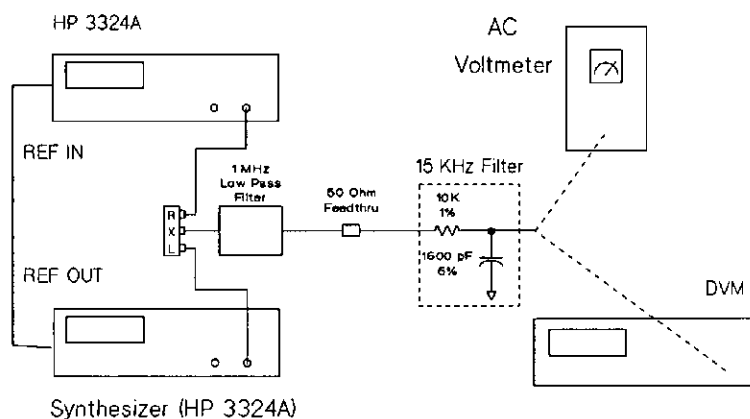 HP 3324A
AC
Voltmeter
REF IN
1 MHz
Low Pass
Filter
50 Ohm
Feedthru
15 KHz Filter
10K
1%
R
X
L
1600 pF
5%
REF OUT
DVM
Synthesizer (HP 3324A)